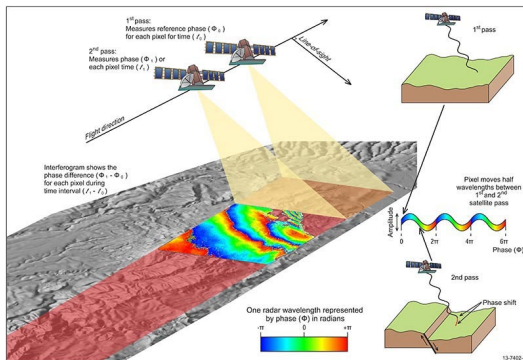 1st pass:
Measures reference phase (Φ0)
for each pixel for time (t0)
2nd pass:
Measures phase (Φ1) or
each pixel time (t1)
Line-of-sight
Flight direction
Interferogram shows the
phase difference (Φ1 - Φ0)
for each pixel during
time interval (t1 - t0)
One radar wavelength represented
by phase (Φ) in radians
-π 0 +π
1st pass
Pixel moves half
wavelengths between
1st and 2nd
satellite pass
Amplitude
0 2π 4π 6π
Phase (Φ)
2nd pass
Phase shift